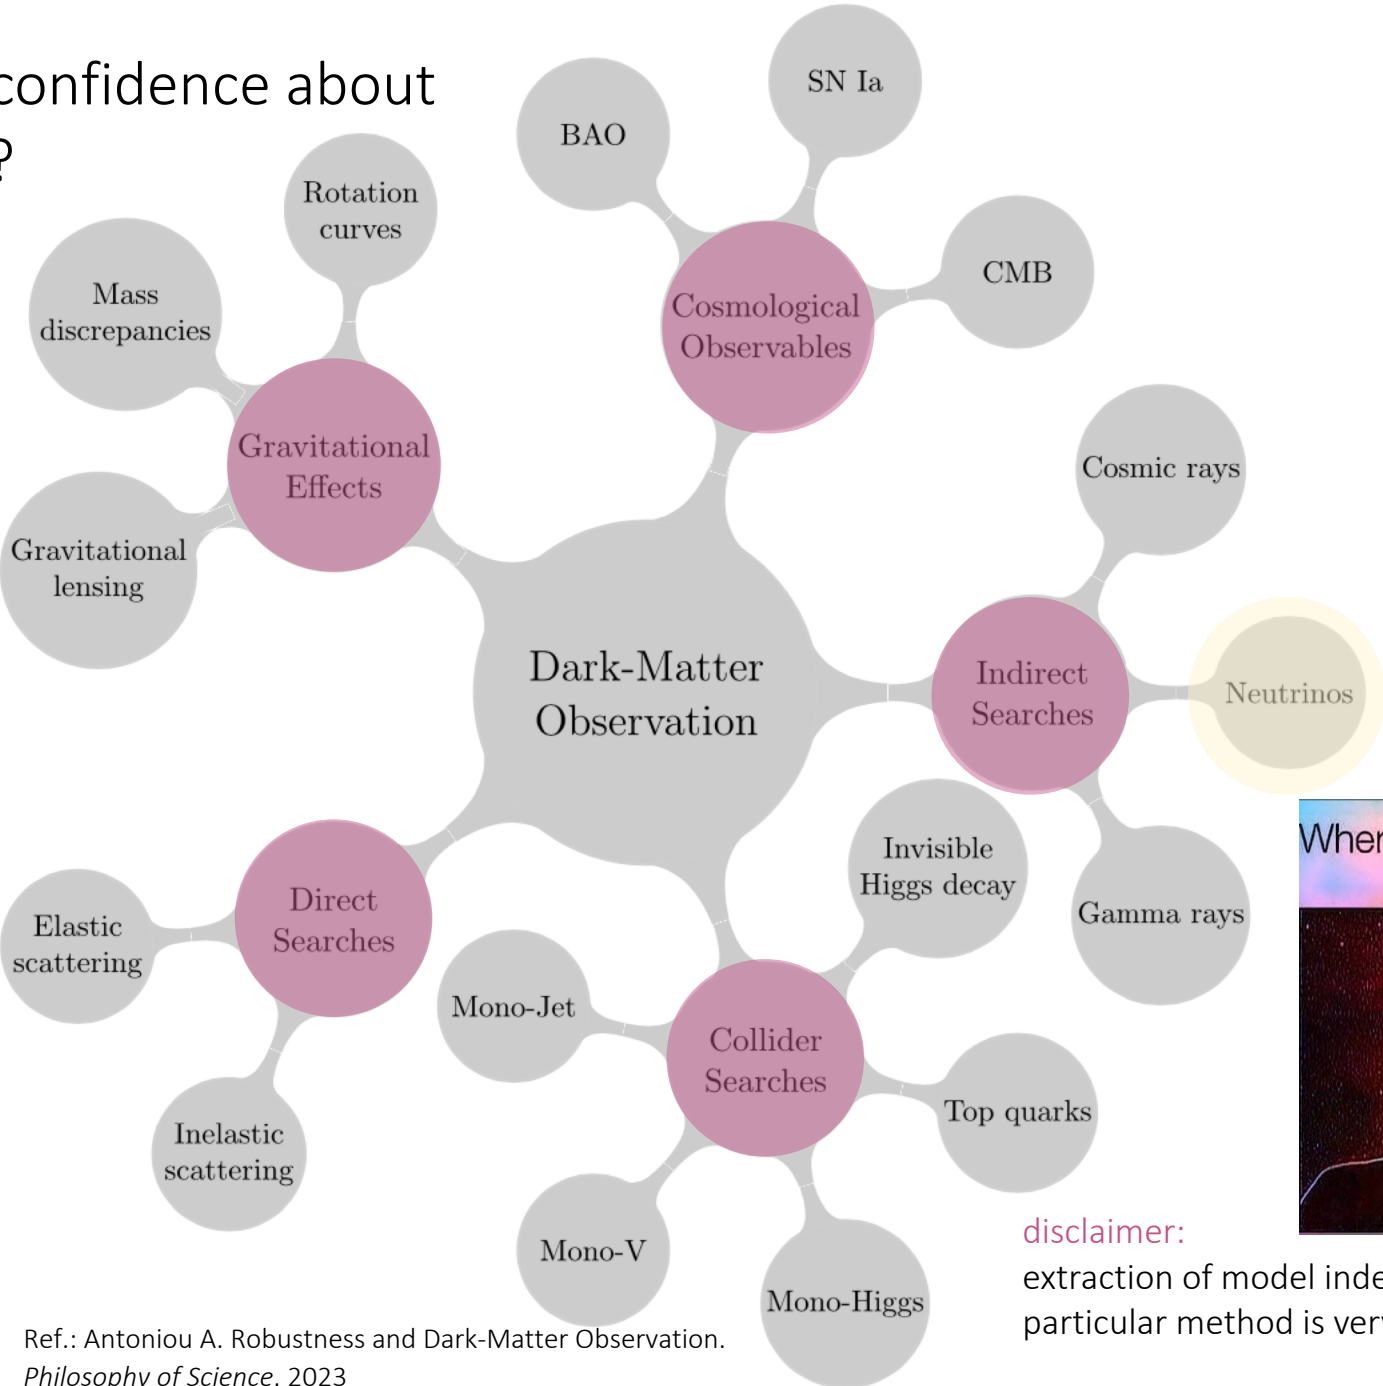 confidence about
?
SN Ia
BAO
CMB
Rotation
curves
Mass
discrepancies
Cosmological
Observables
Gravitational
Effects
Gravitational
lensing
Cosmic rays
Dark-Matter
Observation
Indirect
Searches
Neutrinos
Gamma rays
Invisible
Higgs decay
Direct
Searches
Elastic
scattering
Inelastic
scattering
Mono-Jet
Collider
Searches
Top quarks
Mono-V
Mono-Higgs
disclaimer:
extraction of model
particular method is
Ref.: Antoniou A. Robustness and Dark-Matter Observation.
Philosophy of Science. 2023